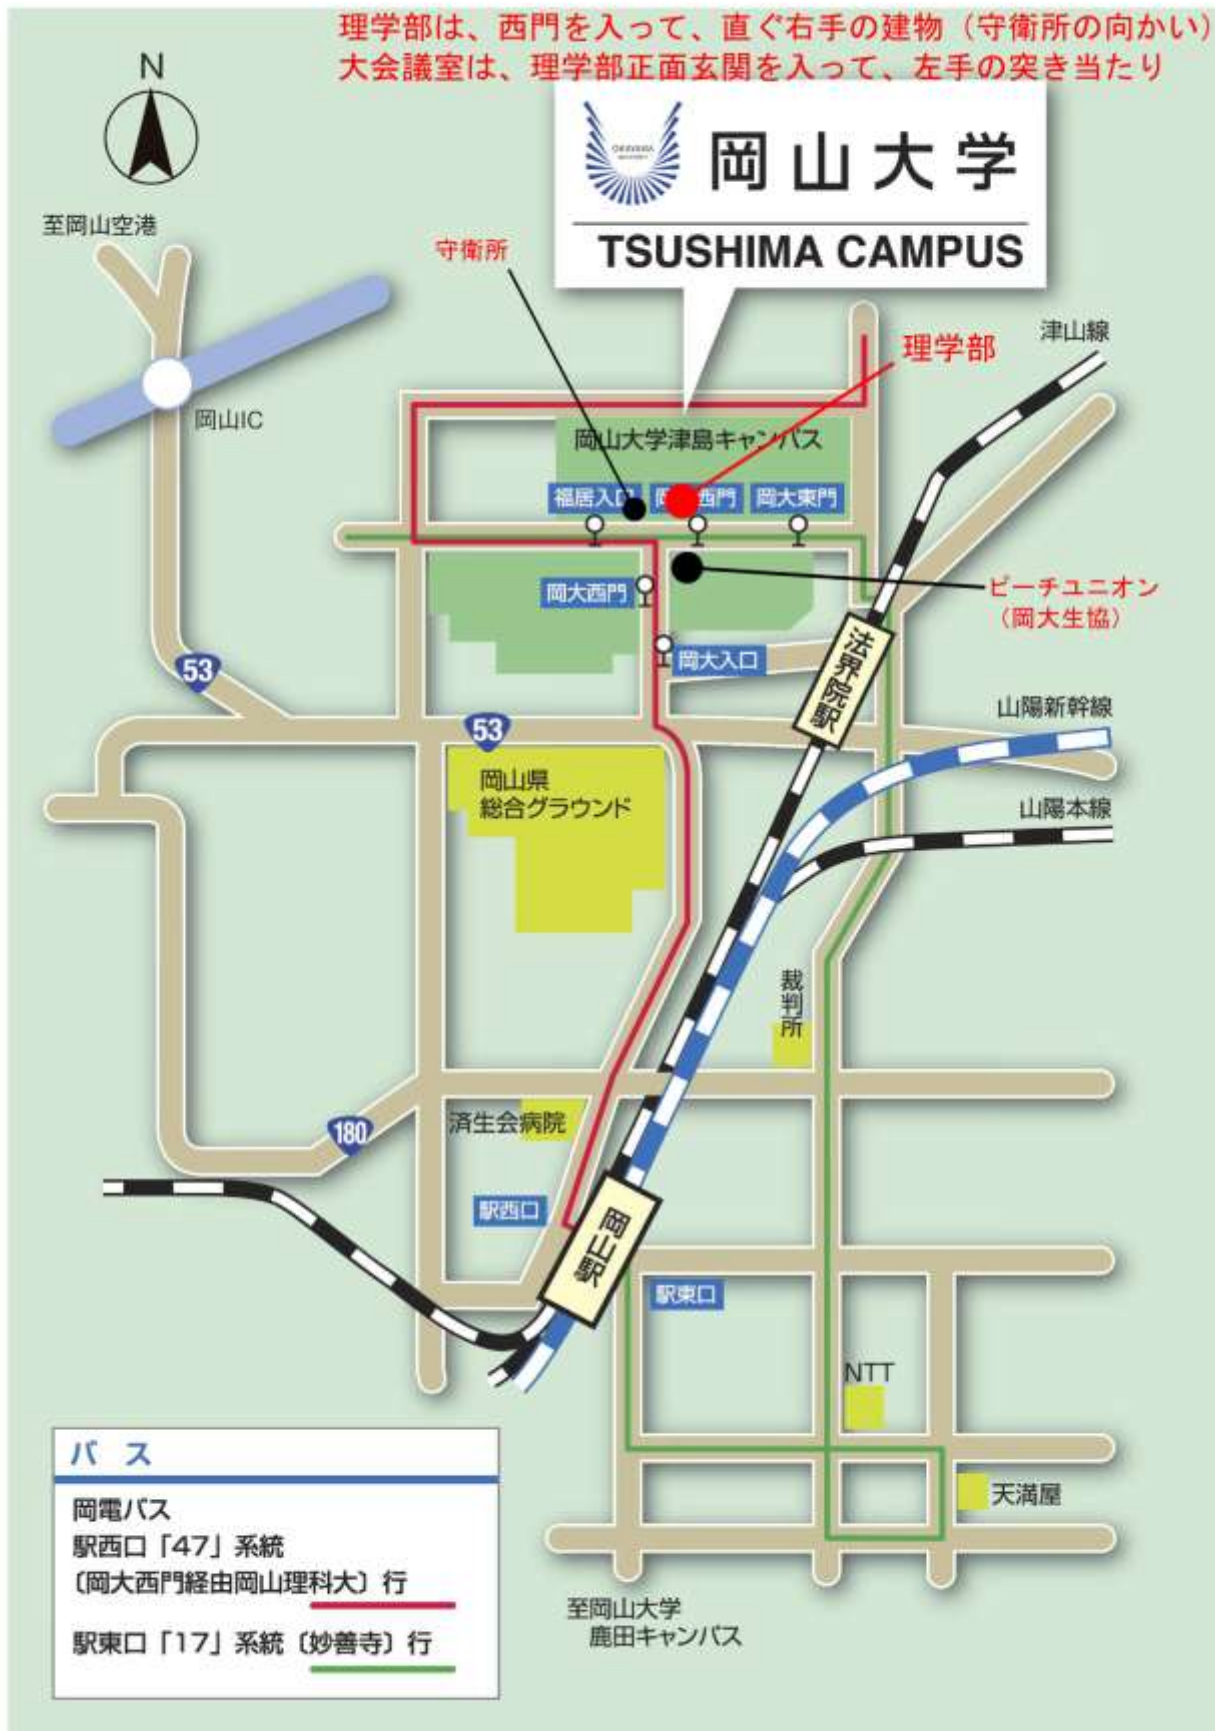 理学部は、西門を入って、直ぐ右手の建物（守衛所の向かい）
大会議室は、理学部正面玄関を入って、左手の突き当たり
N
岡山大学
TSUSHIMA CAMPUS
至岡山空港
守衛所
津山線
理学部
岡山IC
岡山大学津島キャンパス
福居入口
西門
岡大東門
岡大西門
ピーチユニオン
（岡大生協）
岡大入口
法界院駅
53
53
山陽新幹線
岡山県
総合グラウンド
山陽本線
裁判所
済生会病院
180
駅西口
岡山駅
駅東口
NTT
天満屋
バス
岡電バス
駅西口「47」系統
〔岡大西門経由岡山理科大〕行
駅東口「17」系統〔妙善寺〕行
至岡山大学
鹿田キャンパス